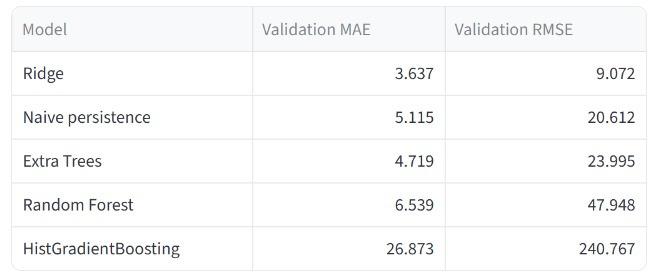 Model Validation MAE Validation RMSE
Ridge 3.637 9.072
Naive persistence 5.115 20.612
Extra Trees 4.719 23.995
Random Forest 6.539 47.948
HistGradientBoosting 26.873 240.767